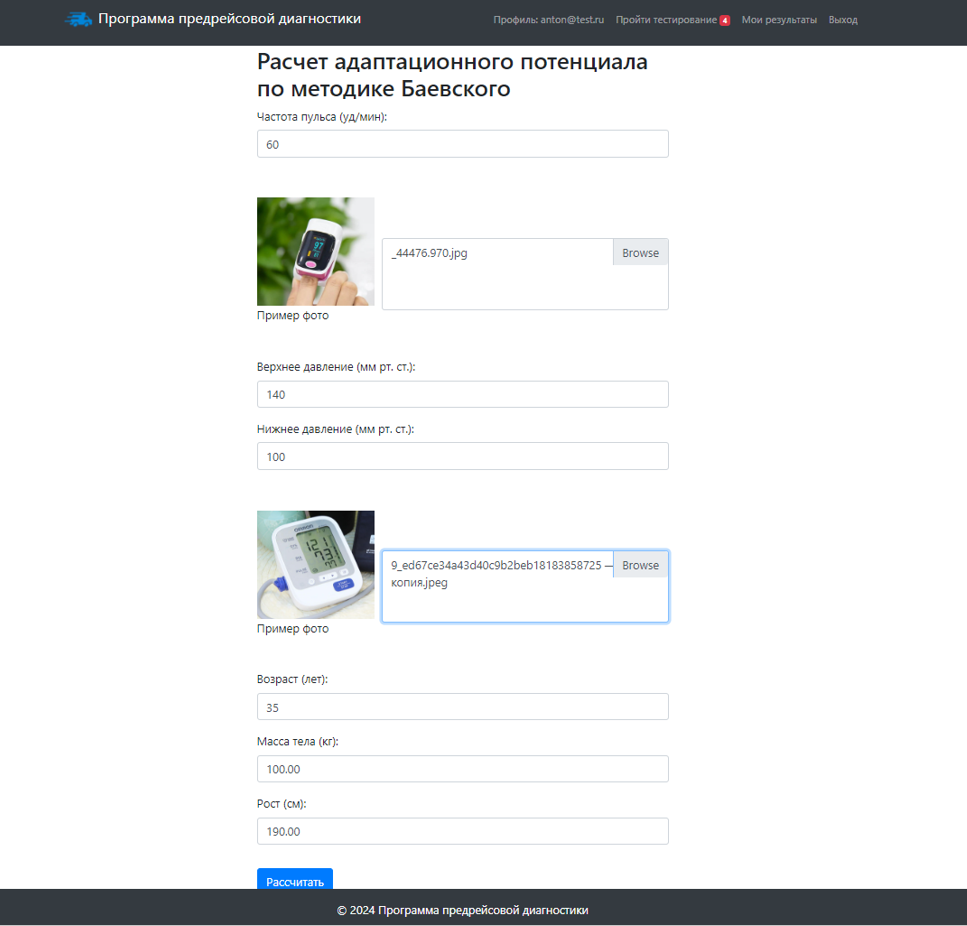 Программа предрейсовой диагностики
Профиль: anton@test.ru Пройти тестирование 4 Мои результаты Выход
Расчет адаптационного потенциала
по методике Баевского
Частота пульса (уд/мин):
60
97
_44476.970.jpg
Browse
Пример фото
Верхнее давление (мм рт. ст.):
140
Нижнее давление (мм рт. ст.):
100
9_ed67ce34a43d40c9b2beb18183858725 —
копия.jpeg
Browse
Пример фото
Возраст (лет):
35
Масса тела (кг):
100.00
Рост (см):
190.00
Рассчитать
© 2024 Программа предрейсовой диагностики